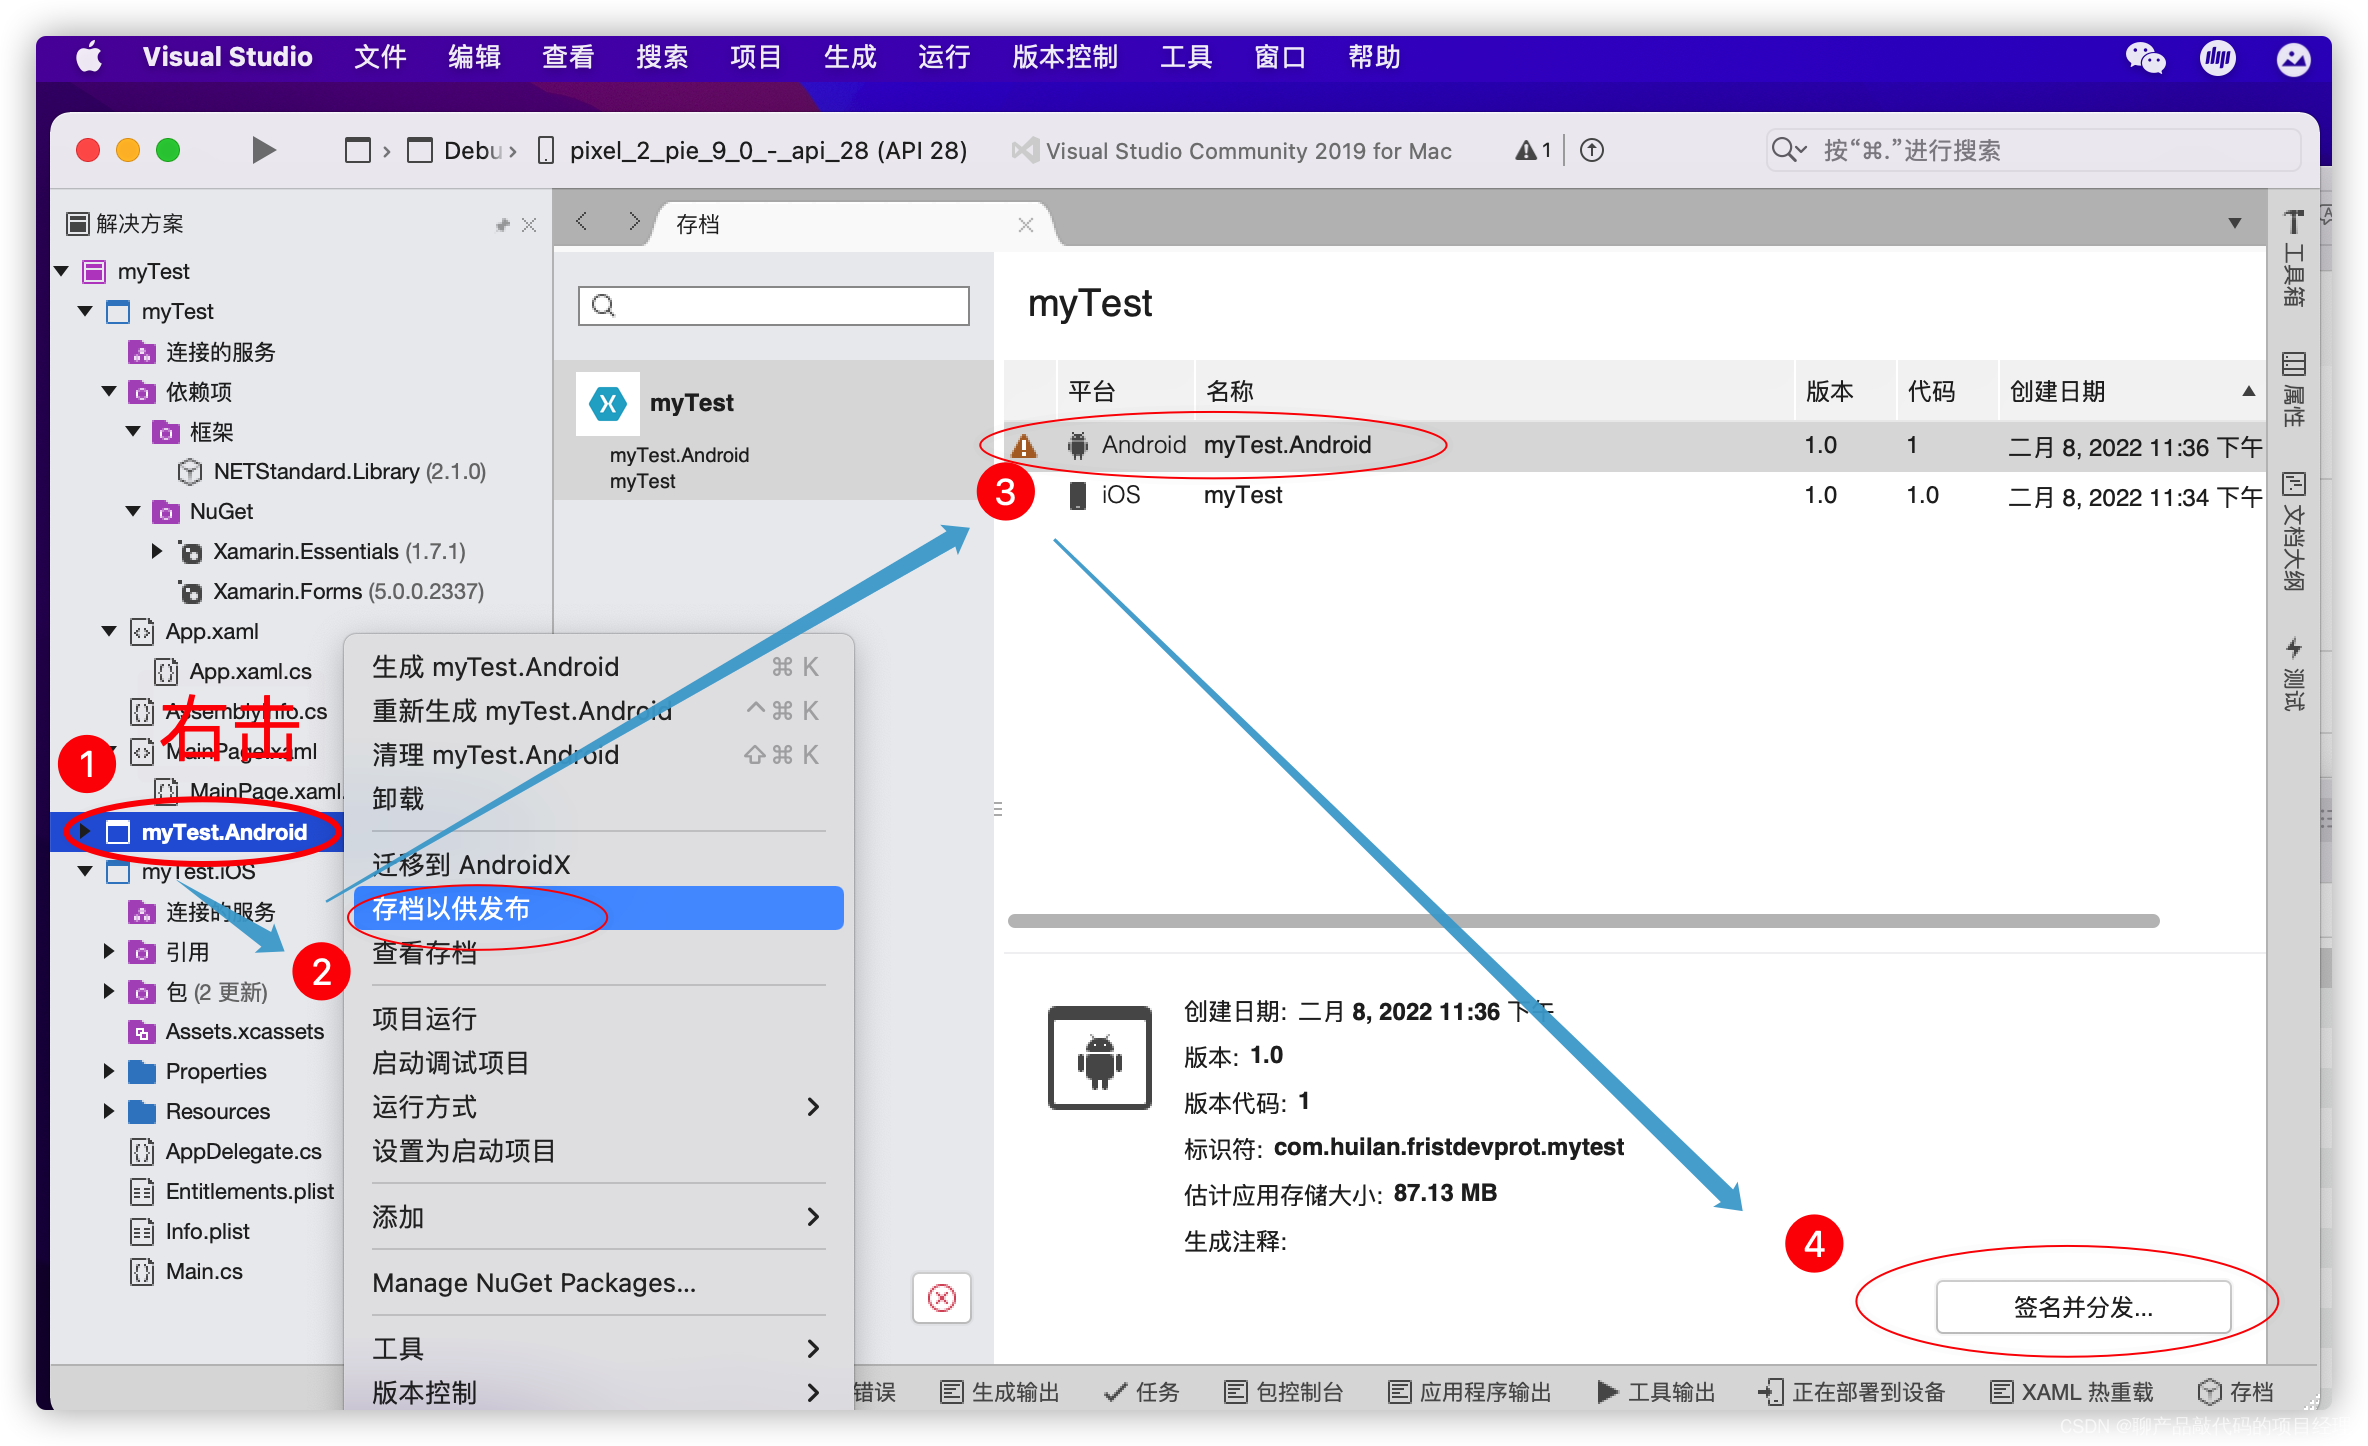 Visual Studio 文件 编辑 查看 搜索 项目 生成 运行 版本控制 工具 窗口 帮助
Debu pixel_2_pie_9_0_-_api_28 (API 28) Visual Studio Community 2019 for Mac 1 按“⌘.”进行搜索
解决方案
myTest
myTest
连接的服务
依赖项
框架
NETStandard.Library (2.1.0)
NuGet
Xamarin.Essentials (1.7.1)
Xamarin.Forms (5.0.0.2337)
App.xaml
App.xaml.cs
AssemblyInfo.cs
右击
1
MainPage.xaml
MainPage.xaml.
myTest.Android
myTest.iOS
连接的服务
引用
2
包 (2 更新)
Assets.xcassets
Properties
Resources
AppDelegate.cs
Entitlements.plist
Info.plist
Main.cs
生成 myTest.Android ⌘ K
重新生成 myTest.Android ^⌘ K
清理 myTest.Android ⇧⌘ K
卸载
迁移到 AndroidX
存档以供发布
查看存档
项目运行
启动调试项目
运行方式
设置为启动项目
添加
Manage NuGet Packages...
工具
版本控制
存档
myTest
myTest.Android
myTest
myTest
平台 名称 版本 代码 创建日期
Android myTest.Android 1.0 1 二月 8, 2022 11:36 下午
3
iOS myTest 1.0 1.0 二月 8, 2022 11:34 下午
创建日期: 二月 8, 2022 11:36 下午
版本: 1.0
版本代码: 1
标识符: com.huilan.fristdevprot.mytest
估计应用存储大小: 87.13 MB
生成注释:
4
签名并分发...
工具箱
属性
文档大纲
测试
错误 生成输出 任务 包控制台 应用程序输出 工具输出 正在部署到设备 XAML 热重载 存档
CSDN @聊产品敲代码的项目经